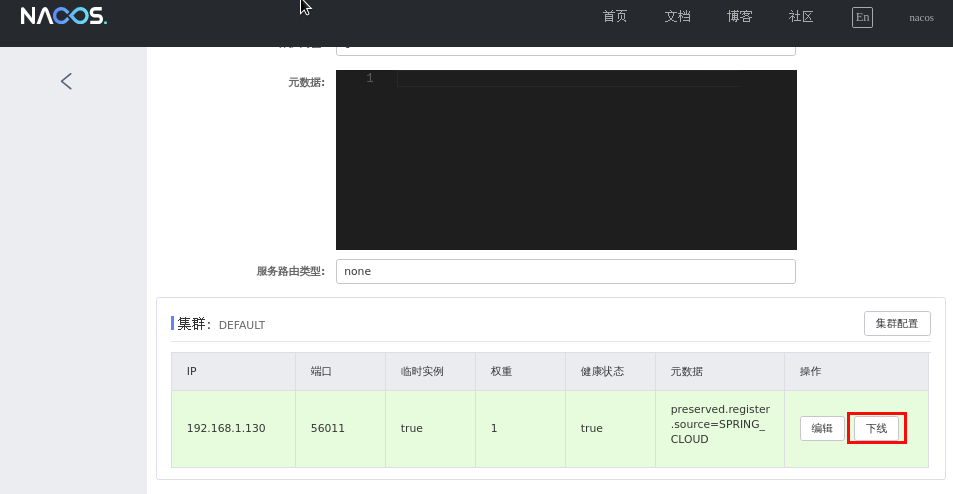 NACOS.
首页
文档
博客
社区
En
nacos
元数据:
1
服务路由类型:
none
集群: DEFAULT
集群配置
IP
端口
临时实例
权重
健康状态
元数据
操作
192.168.1.130
56011
true
1
true
preserved.register
.source=SPRING_
CLOUD
编辑
下线